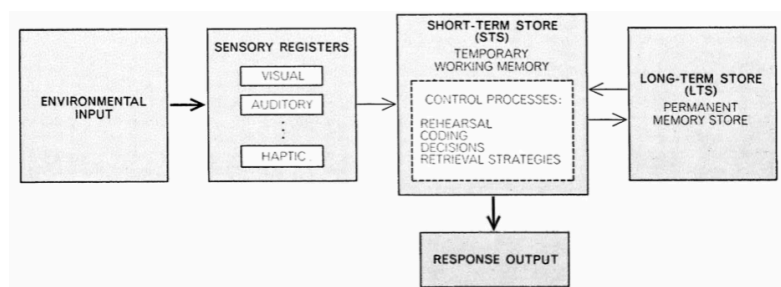 ENVIRONMENTAL
INPUT
SENSORY REGISTERS
VISUAL
AUDITORY
HAPTIC
SHORT-TERM STORE
(STS)
TEMPORARY
WORKING MEMORY
CONTROL PROCESSES:
REHEARSAL
CODING
DECISIONS
RETRIEVAL STRATEGIES
LONG-TERM STORE
(LTS)
PERMANENT
MEMORY STORE
RESPONSE OUTPUT